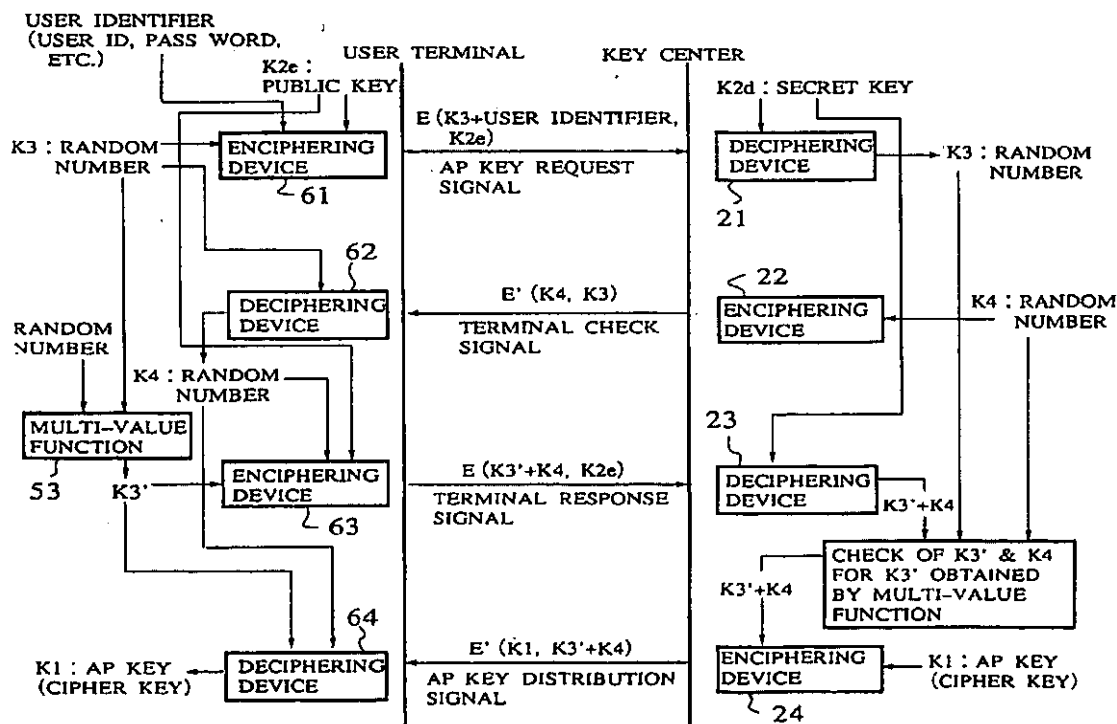 USER IDENTIFIER
(USER ID, PASS WORD,
ETC.)
USER TERMINAL
KEY CENTER
K2e :
PUBLIC KEY
K2d : SECRET KEY
E (K3+USER IDENTIFIER,
K2e)
K3 : RANDOM
NUMBER
ENCIPHERING
DEVICE
61
AP KEY REQUEST
SIGNAL
DECIPHERING
DEVICE
21
K3 : RANDOM
NUMBER
62
DECIPHERING
DEVICE
E' (K4, K3)
TERMINAL CHECK
SIGNAL
22
ENCIPHERING
DEVICE
K4 : RANDOM
NUMBER
RANDOM
NUMBER
K4 : RANDOM
NUMBER
MULTI-VALUE
FUNCTION
53
K3'
ENCIPHERING
DEVICE
63
E (K3'+K4, K2e)
TERMINAL RESPONSE
SIGNAL
23
DECIPHERING
DEVICE
K3'+K4
CHECK OF K3' & K4
FOR K3' OBTAINED
BY MULTI-VALUE
FUNCTION
K3'+K4
64
K1 : AP KEY
(CIPHER KEY)
DECIPHERING
DEVICE
E' (K1, K3'+K4)
AP KEY DISTRIBUTION
SIGNAL
ENCIPHERING
DEVICE
24
K1 : AP KEY
(CIPHER KEY)